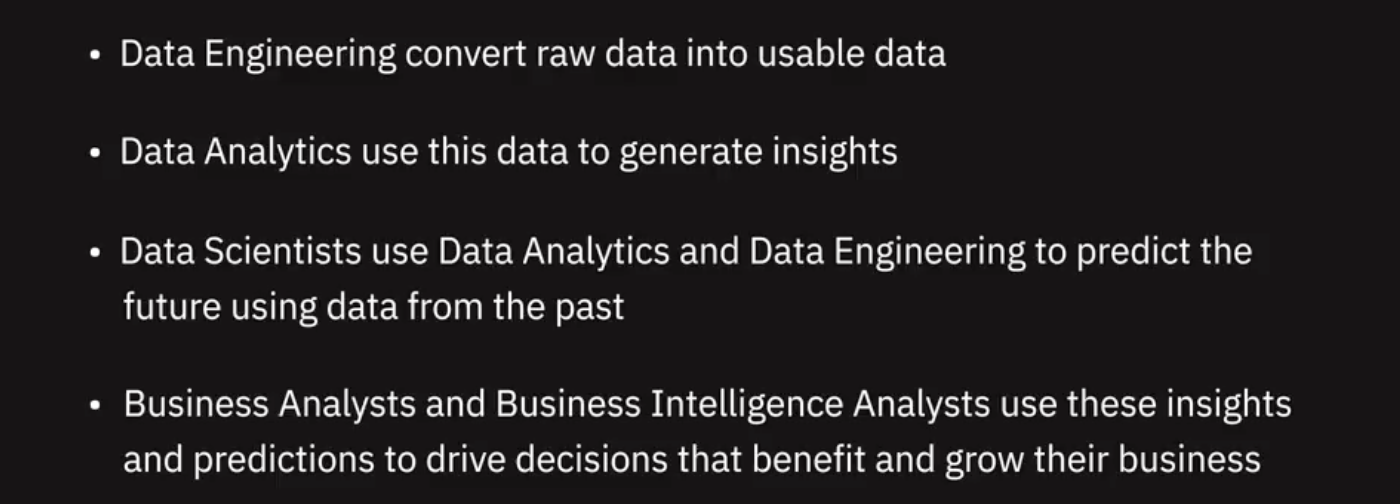 • Data Engineering convert raw data into usable data
• Data Analytics use this data to generate insights
• Data Scientists use Data Analytics and Data Engineering to predict the
future using data from the past
• Business Analysts and Business Intelligence Analysts use these insights
and predictions to drive decisions that benefit and grow their business